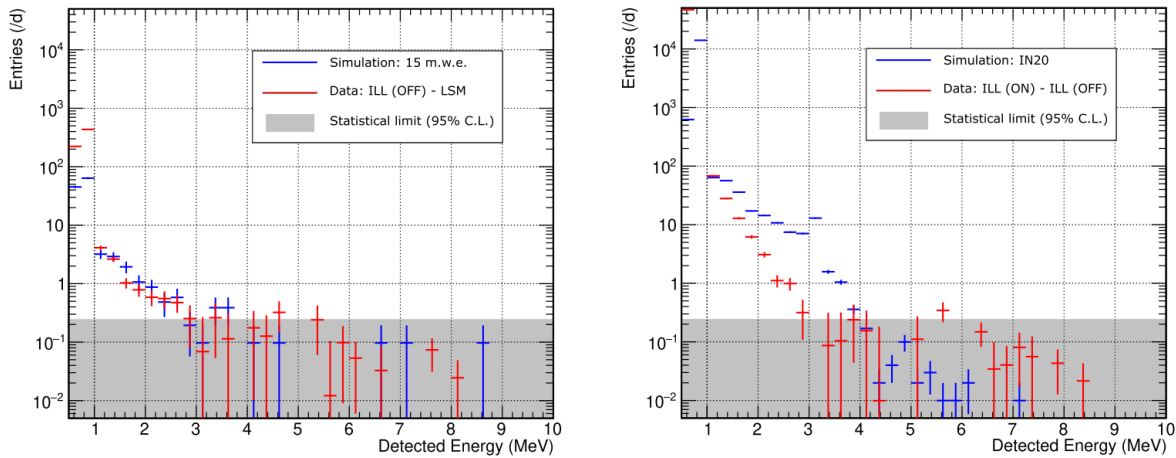 Entries (/d)
10⁴
10³
10²
10
1
10⁻¹
10⁻²
Simulation: 15 m.w.e.
Data: ILL (OFF) - LSM
Statistical limit (95% C.L.)
1 2 3 4 5 6 7 8 9 10
Detected Energy (MeV)
Entries (/d)
10⁴
10³
10²
10
1
10⁻¹
10⁻²
Simulation: IN20
Data: ILL (ON) - ILL (OFF)
Statistical limit (95% C.L.)
1 2 3 4 5 6 7 8 9 10
Detected Energy (MeV)